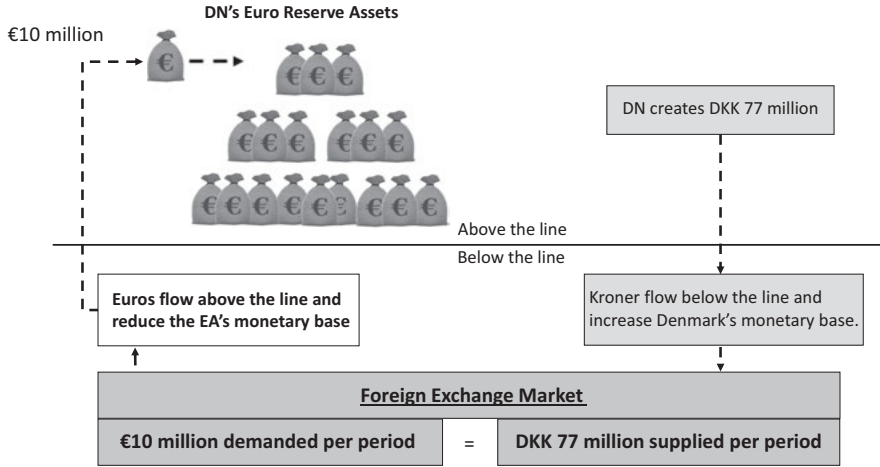 DN's Euro Reserve Assets
€10 million
€
€ € €
€ € € € € €
€ € € € € € € € €
DN creates DKK 77 million
Above the line
Below the line
Euros flow above the line and
reduce the EA's monetary base
Kroner flow below the line and
increase Denmark's monetary base.
Foreign Exchange Market
€10 million demanded per period = DKK 77 million supplied per period